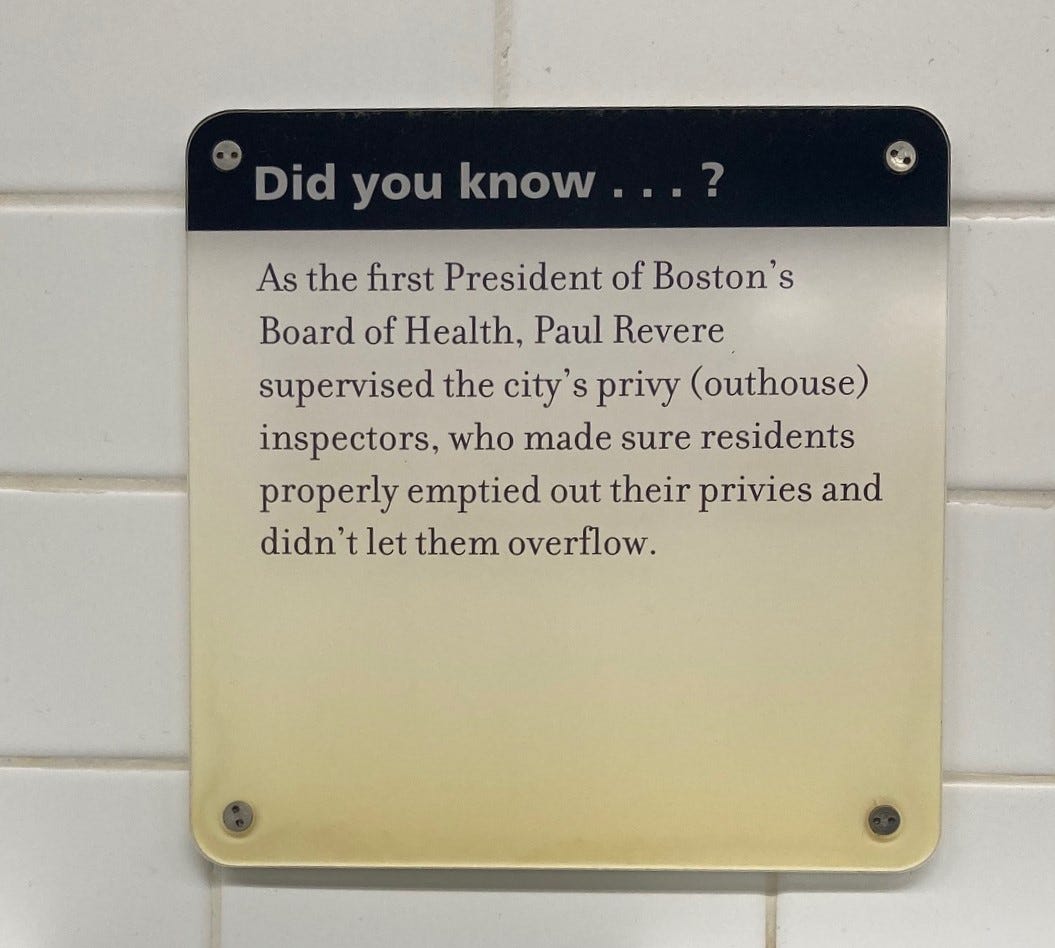 Did you know . . . ?
As the first President of Boston’s
Board of Health, Paul Revere
supervised the city’s privy (outhouse)
inspectors, who made sure residents
properly emptied out their privies and
didn’t let them overflow.